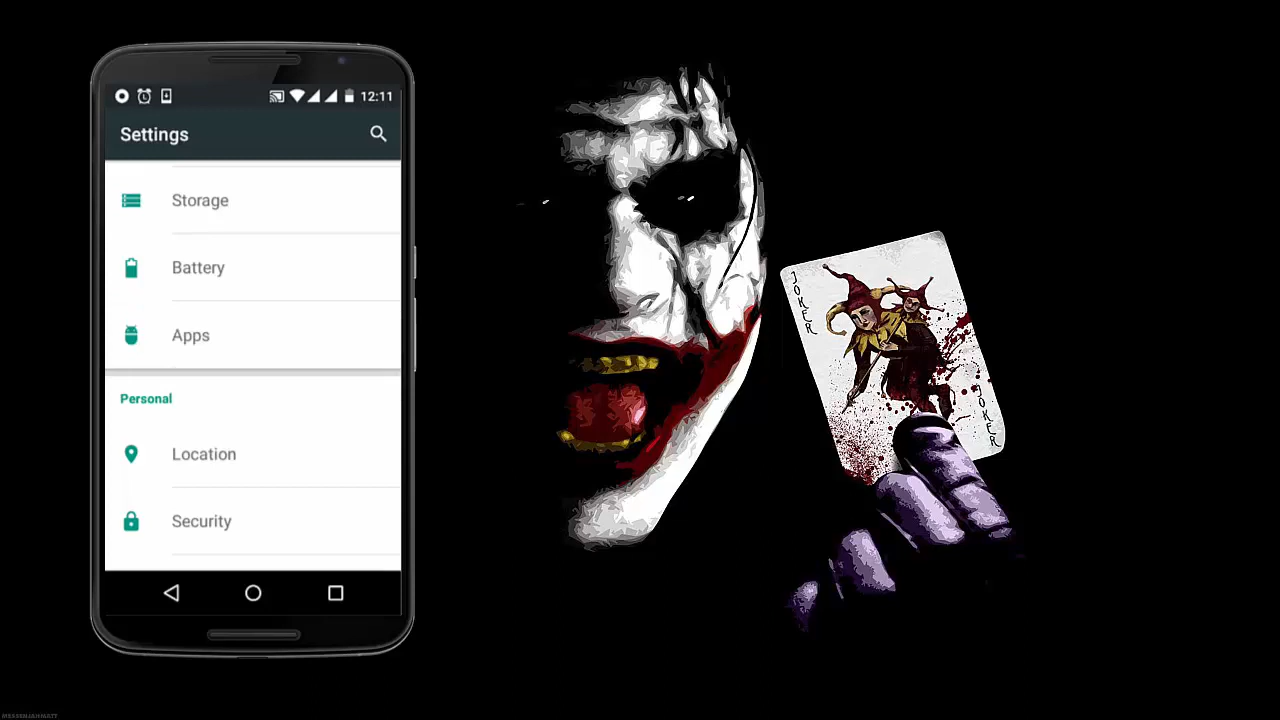 12:11
Settings
Storage
Battery
Apps
Personal
Location
Security
JOKER
JOKER